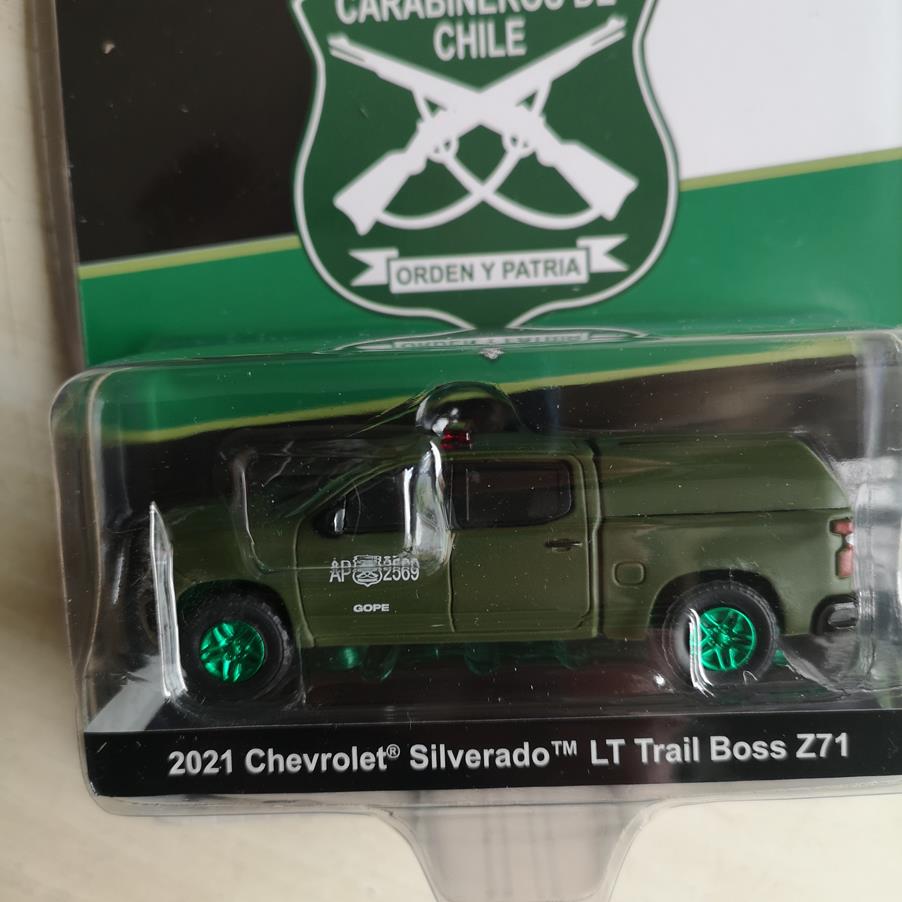 CARABINEROS DE
CHILE
ORDEN Y PATRIA
AP 2569
GOPE
2021 Chevrolet® Silverado™ LT Trail Boss Z71